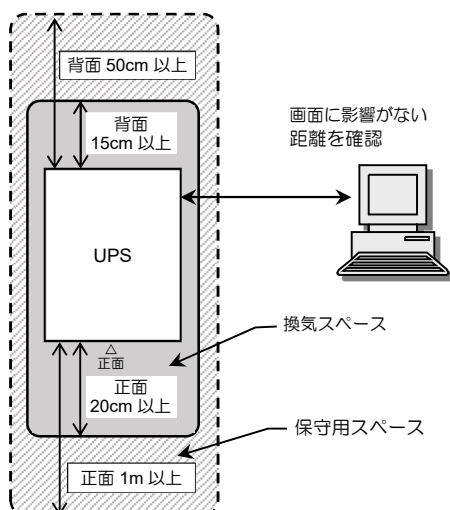 背面 50cm 以上
背面
15cm 以上
画面に影響がない
距離を確認
UPS
換気スペース
△
正面
正面
20cm 以上
保守用スペース
正面 1m 以上